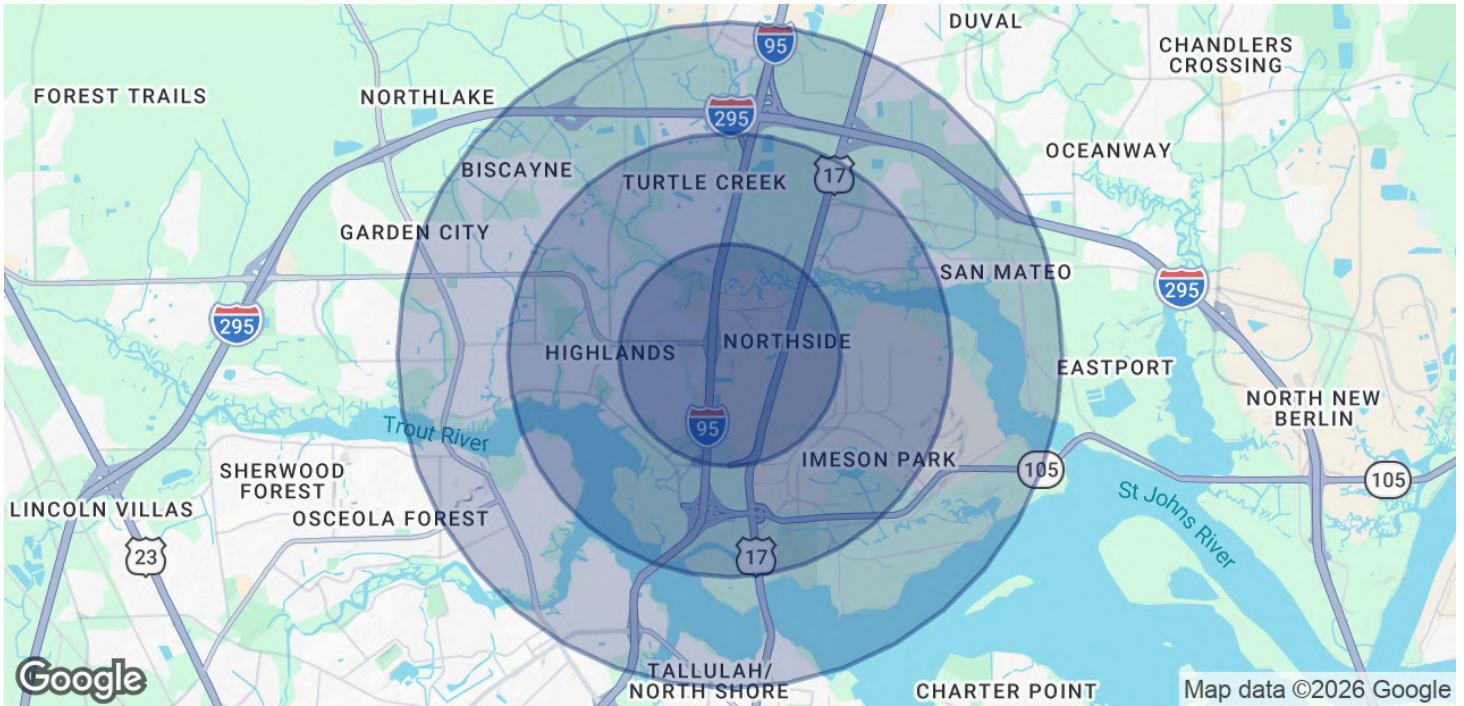 DUVAL
95
CHANDLERS
CROSSING
FOREST TRAILS
NORTHLAKE
295
OCEANWAY
BISCAYNE
TURTLE CREEK
17
GARDEN CITY
SAN MATEO
295
295
NORTHSIDE
HIGHLANDS
EASTPORT
NORTH NEW
BERLIN
95
Trout River
IMESON PARK
105
105
SHERWOOD
FOREST
LINCOLN VILLAS
OSCEOLA FOREST
St Johns River
23
17
TALLULAH/
NORTH SHORE
CHARTER POINT
Google
Map data ©2026 Google